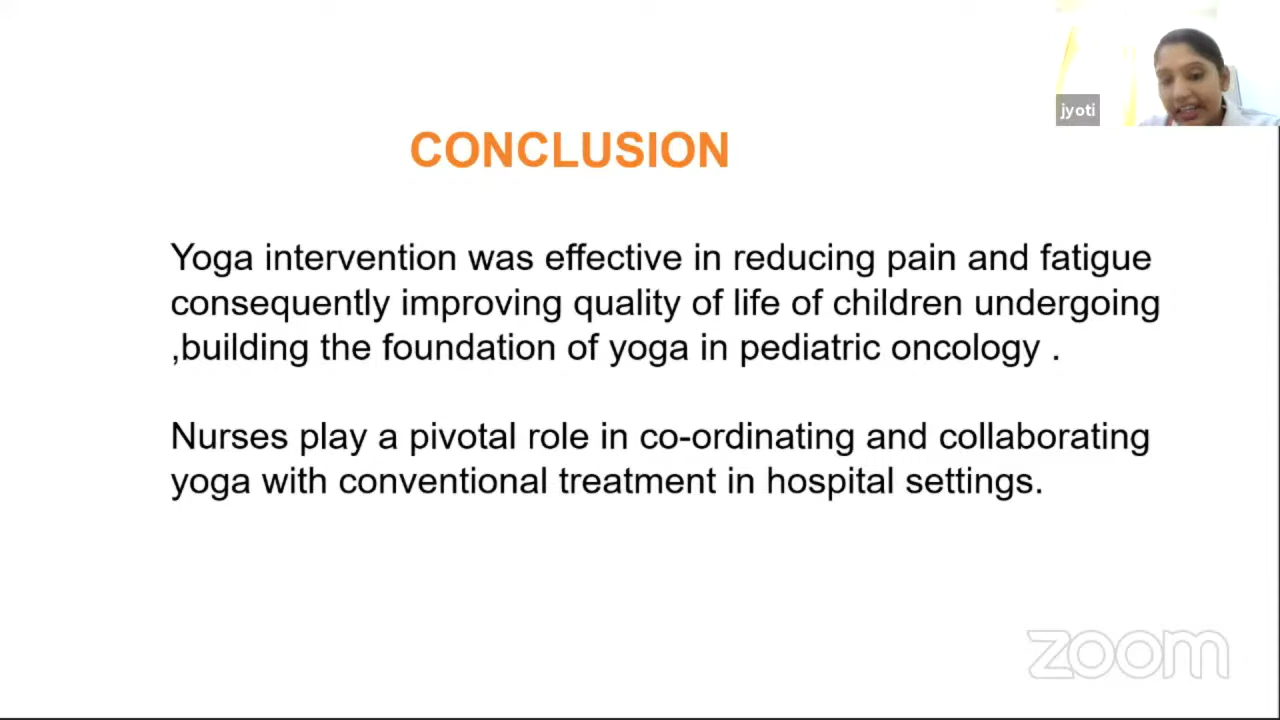 jyoti
CONCLUSION
Yoga intervention was effective in reducing pain and fatigue
consequently improving quality of life of children undergoing
,building the foundation of yoga in pediatric oncology .
Nurses play a pivotal role in co-ordinating and collaborating
yoga with conventional treatment in hospital settings.
zoom